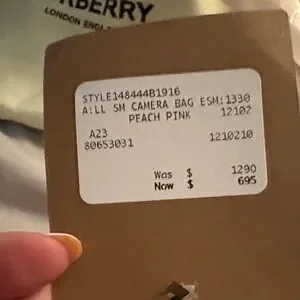 BERRY
LONDON ENGL
STYLE148444B1916
A:LL SM CAMERA BAG ESM:1330
PEACH PINK 12102
A23
80653031 1210210
Was $ 1290
Now $ 695